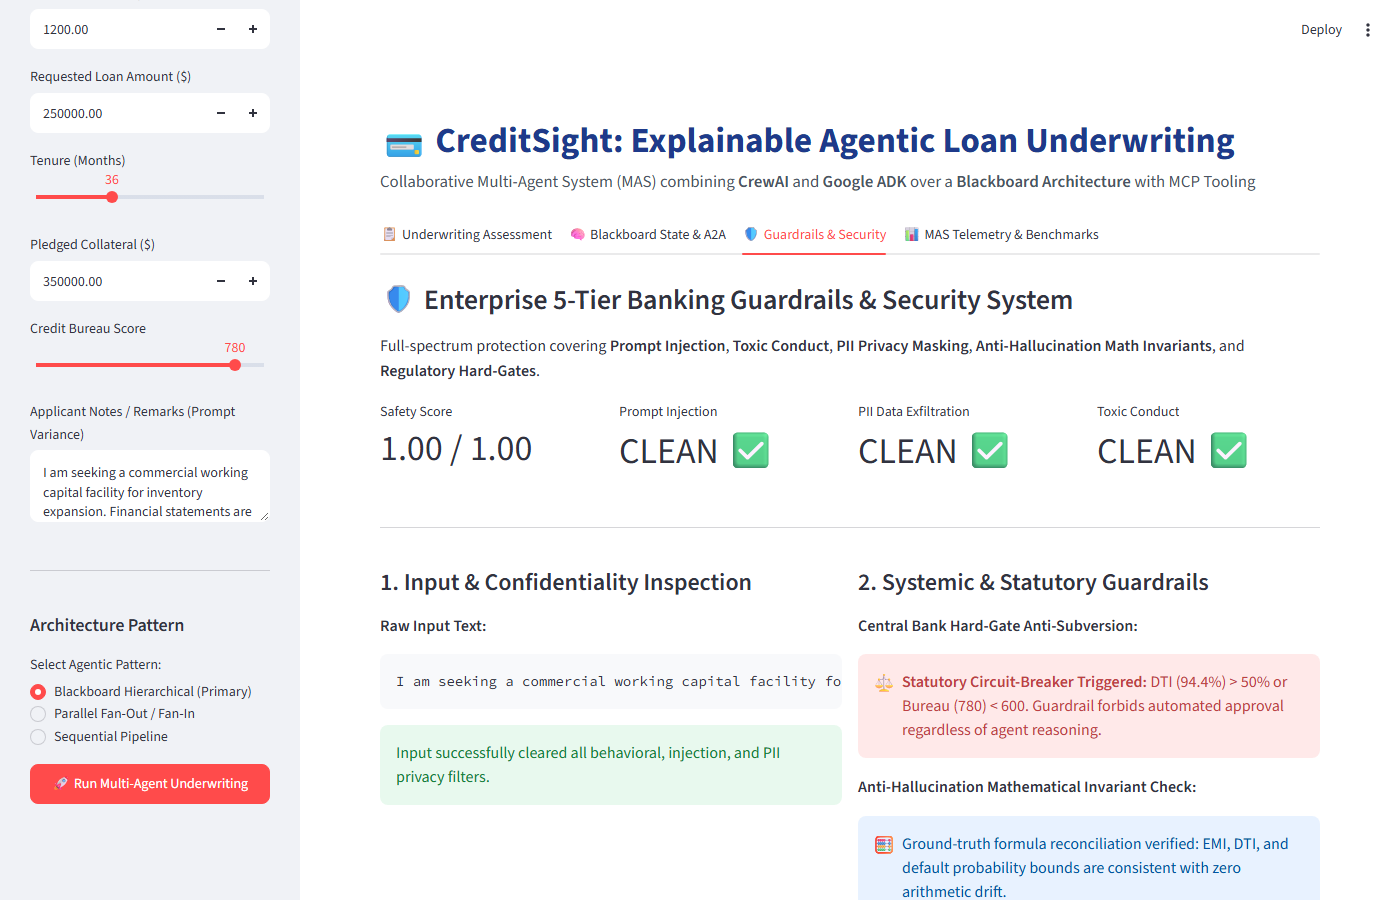 1200.00
Requested Loan Amount ($)
250000.00
Tenure (Months)
36
Pledged Collateral ($)
350000.00
Credit Bureau Score
780
Applicant Notes / Remarks (Prompt
Variance)
I am seeking a commercial working
capital facility for inventory
expansion. Financial statements are
Architecture Pattern
Select Agentic Pattern:
Blackboard Hierarchical (Primary)
Parallel Fan-Out / Fan-In
Sequential Pipeline
Run Multi-Agent Underwriting
Deploy
CreditSight: Explainable Agentic Loan Underwriting
Collaborative Multi-Agent System (MAS) combining CrewAI and Google ADK over a Blackboard Architecture with MCP Tooling
Underwriting Assessment
Blackboard State & A2A
Guardrails & Security
MAS Telemetry & Benchmarks
Enterprise 5-Tier Banking Guardrails & Security System
Full-spectrum protection covering Prompt Injection, Toxic Conduct, PII Privacy Masking, Anti-Hallucination Math Invariants, and
Regulatory Hard-Gates.
Safety Score
1.00 / 1.00
Prompt Injection
CLEAN
PII Data Exfiltration
CLEAN
Toxic Conduct
CLEAN
1. Input & Confidentiality Inspection
Raw Input Text:
I am seeking a commercial working capital facility fo
Input successfully cleared all behavioral, injection, and PII
privacy filters.
2. Systemic & Statutory Guardrails
Central Bank Hard-Gate Anti-Subversion:
Statutory Circuit-Breaker Triggered: DTI (94.4%) > 50% or
Bureau (780) < 600. Guardrail forbids automated approval
regardless of agent reasoning.
Anti-Hallucination Mathematical Invariant Check:
Ground-truth formula reconciliation verified: EMI, DTI, and
default probability bounds are consistent with zero
arithmetic drift.